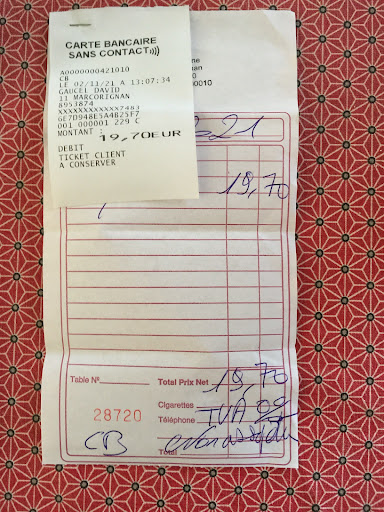 CARTE BANCAIRE
SANS CONTACT)))
A0000000421010
CB
LE 02/11/21 A 13:07:34
GAUCEL DAVID
11 MARCORIGNAN
8953874
XXXXXXXXXXXX7483
6E7D948E5A4825F7
001 000001 229 C
MONTANT :
19,70EUR
DEBIT
TICKET CLIENT
A CONSERVER
21
19,70
Table Nº
Total Prix Net 19,70
Cigarettes
Téléphone
TVA
28720
CB
Total